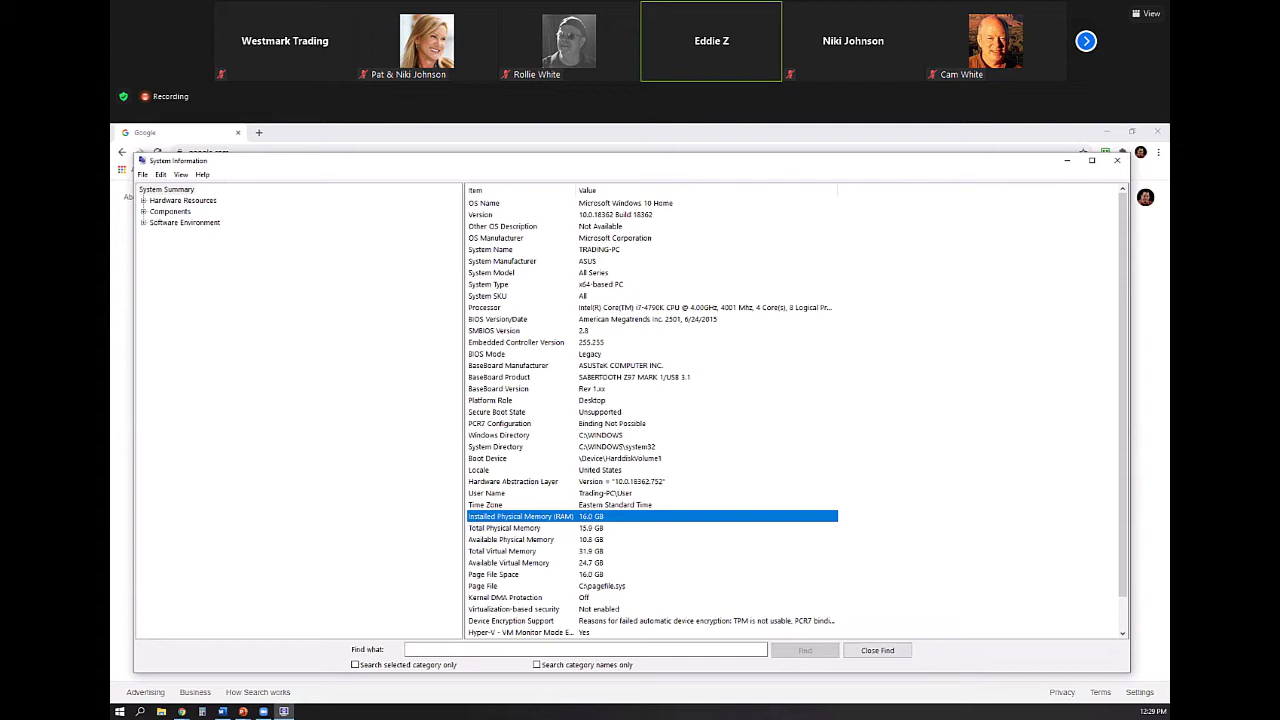 View
Westmark Trading
Pat & Niki Johnson
Rollie White
Eddie Z
Niki Johnson
Cam White
Recording
Google
System Information
File Edit View Help
System Summary
Hardware Resources
Components
Software Environment
Item Value
OS Name Microsoft Windows 10 Home
Version 10.0.18362 Build 18362
Other OS Description Not Available
OS Manufacturer Microsoft Corporation
System Name TRADING-PC
System Manufacturer ASUS
System Model All Series
System Type x64-based PC
System SKU All
Processor Intel(R) Core(TM) i7-4790K CPU @ 4.00GHz, 4001 Mhz, 4 Core(s), 8 Logical Pr...
BIOS Version/Date American Megatrends Inc. 2501, 6/24/2015
SMBIOS Version 2.8
Embedded Controller Version 255.255
BIOS Mode Legacy
BaseBoard Manufacturer ASUSTeK COMPUTER INC.
BaseBoard Product SABERTOOTH Z97 MARK 1/USB 3.1
BaseBoard Version Rev 1.xx
Platform Role Desktop
Secure Boot State Unsupported
PCR7 Configuration Binding Not Possible
Windows Directory C:\WINDOWS
System Directory C:\WINDOWS\system32
Boot Device \Device\HarddiskVolume1
Locale United States
Hardware Abstraction Layer Version = "10.0.18362.752"
User Name Trading-PC\User
Time Zone Eastern Standard Time
Installed Physical Memory (RAM) 16.0 GB
Total Physical Memory 15.9 GB
Available Physical Memory 10.8 GB
Total Virtual Memory 31.9 GB
Available Virtual Memory 24.7 GB
Page File Space 16.0 GB
Page File C:\pagefile.sys
Kernel DMA Protection Off
Virtualization-based security Not enabled
Device Encryption Support Reasons for failed automatic device encryption: TPM is not usable, PCR7 bindi...
Hyper-V - VM Monitor Mode E... Yes
Find what: Find Close Find
Search selected category only Search category names only
Advertising Business How Search works Privacy Terms Settings
12:29 PM